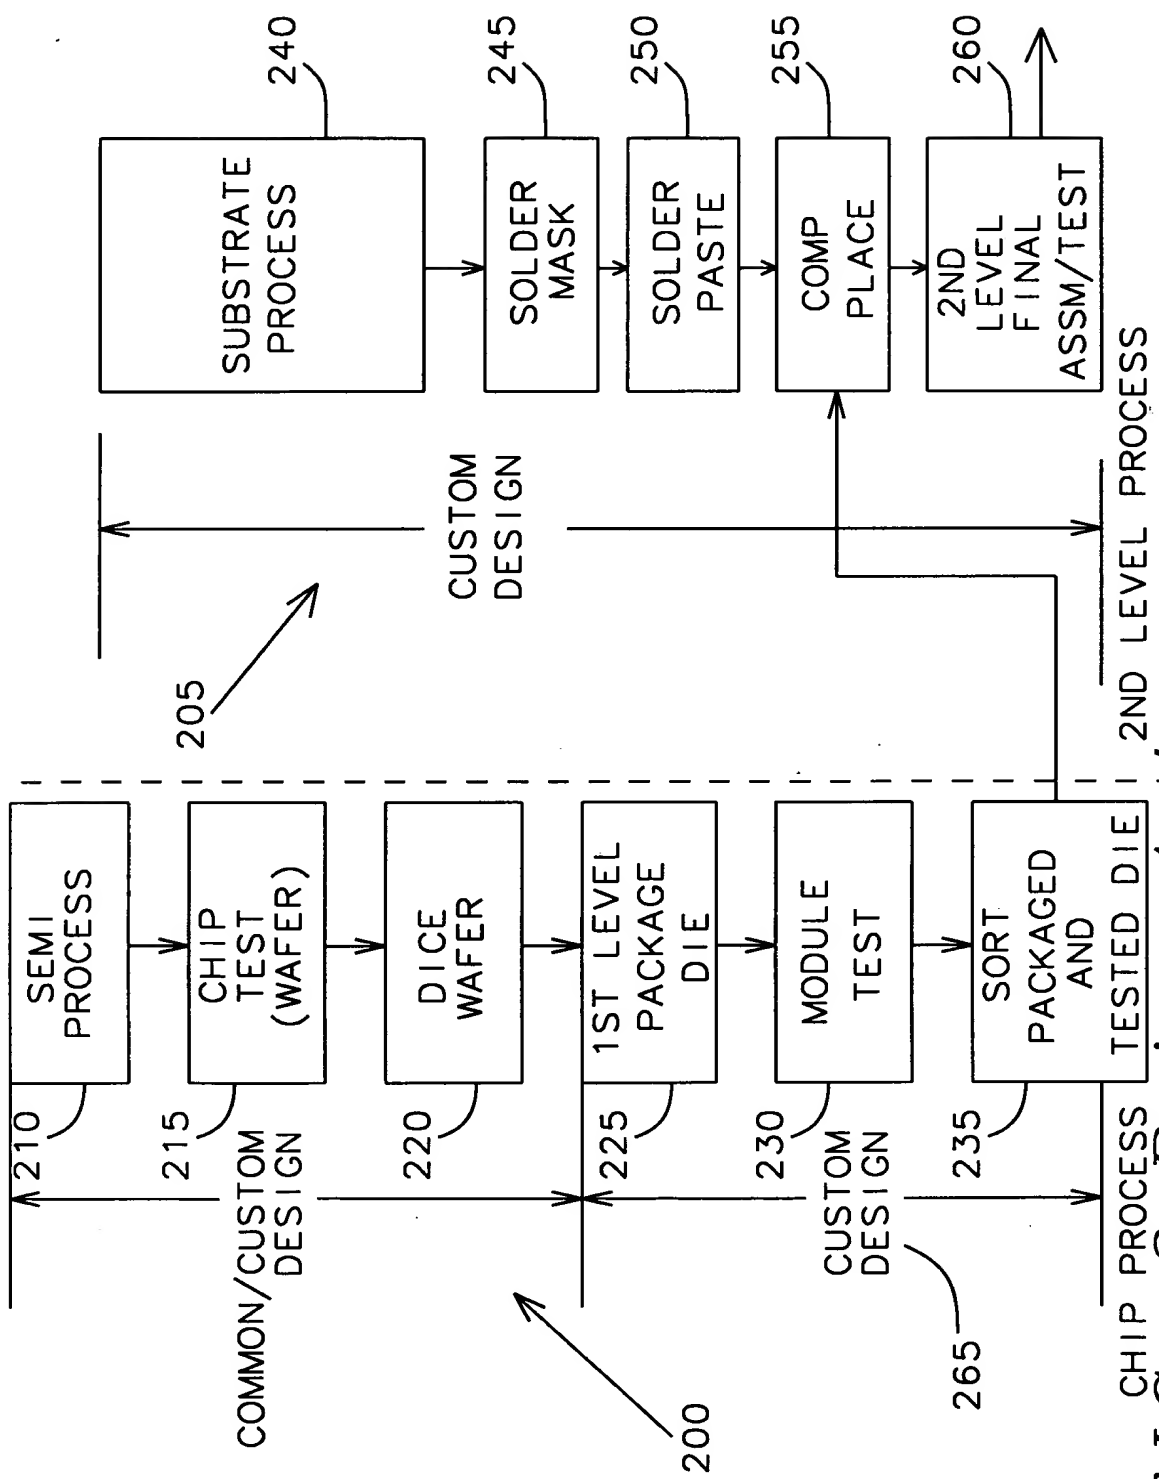 210
SEMI
PROCESS
215
CHIP
TEST
(WAFER)
COMMON/CUSTOM
DESIGN
220
DICE
WAFER
200
225
1ST LEVEL
PACKAGE
DIE
230
MODULE
TEST
CUSTOM
DESIGN
265
235
SORT
PACKAGED
AND
TESTED DIE
CHIP PROCESS
205
240
SUBSTRATE
PROCESS
CUSTOM
DESIGN
245
SOLDER
MASK
250
SOLDER
PASTE
255
COMP
PLACE
260
2ND
LEVEL
FINAL
ASSM/TEST
2ND LEVEL PROCESS